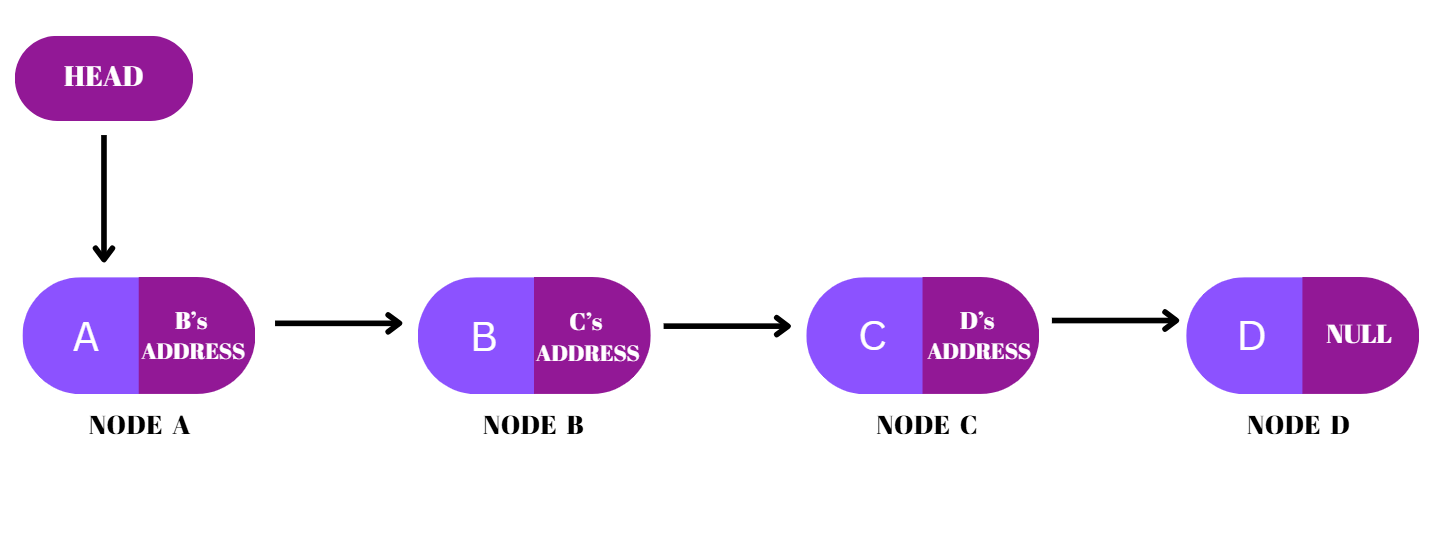 HEAD
A
B’s
ADDRESS
B
C’s
ADDRESS
C
D’s
ADDRESS
D
NULL
NODE A
NODE B
NODE C
NODE D